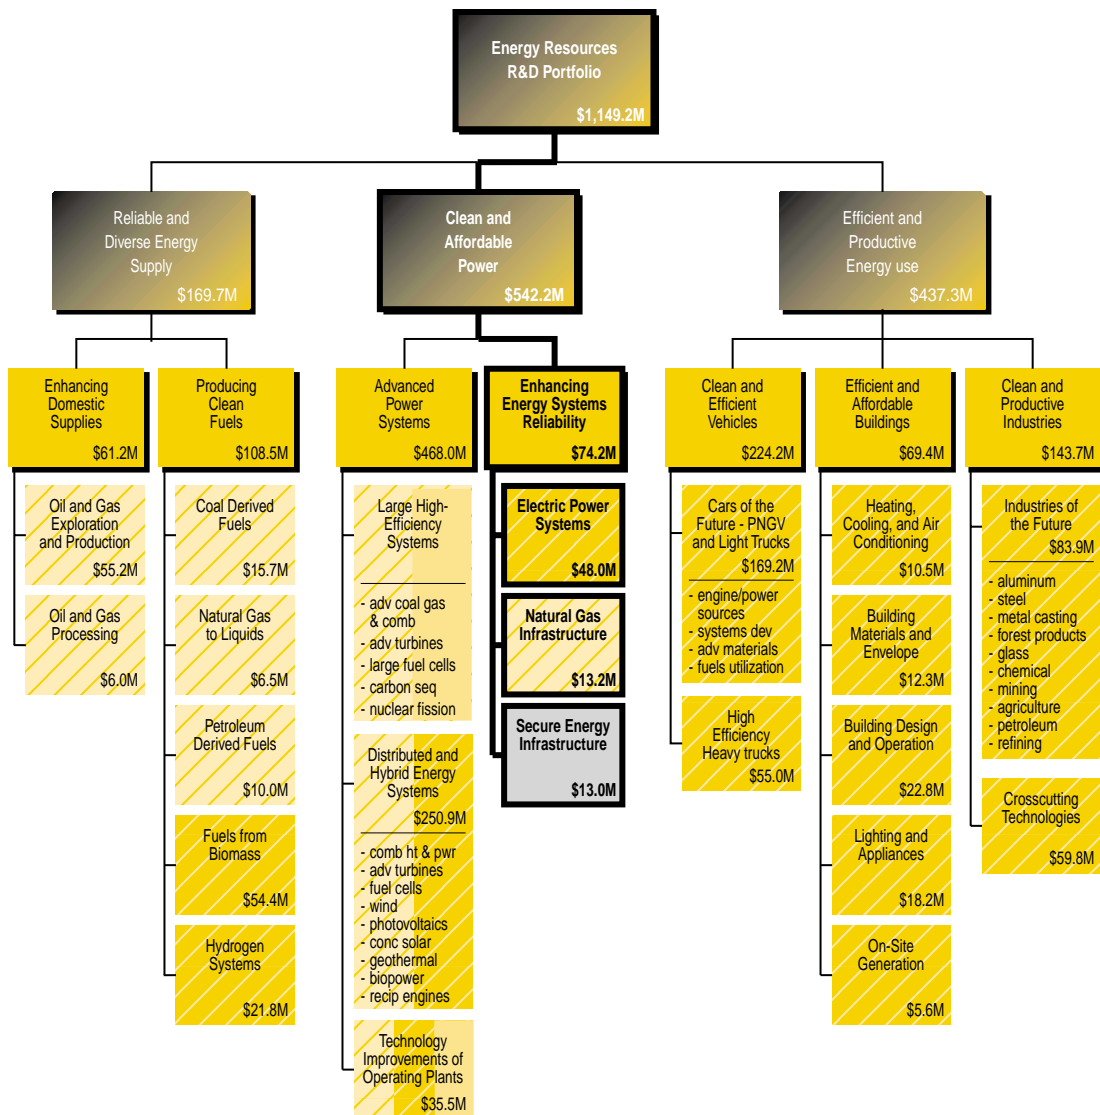 Energy Resources
R&D Portfolio
$1,149.2M
Reliable and
Diverse Energy
Supply
$169.7M
Clean and
Affordable
Power
$542.2M
Efficient and
Productive
Energy use
$437.3M
Enhancing
Domestic
Supplies
$61.2M
Oil and Gas
Exploration
and Production
$55.2M
Oil and Gas
Processing
$6.0M
Producing
Clean
Fuels
$108.5M
Coal Derived
Fuels
$15.7M
Natural Gas
to Liquids
$6.5M
Petroleum
Derived Fuels
$10.0M
Fuels from
Biomass
$54.4M
Hydrogen
Systems
$21.8M
Advanced
Power
Systems
$468.0M
Large High-
Efficiency
Systems
- adv coal gas
& comb
- adv turbines
- large fuel cells
- carbon seq
- nuclear fission
Distributed and
Hybrid Energy
Systems
$250.9M
- comb ht & pwr
- adv turbines
- fuel cells
- wind
- photovoltaics
- conc solar
- geothermal
- biopower
- recip engines
Technology
Improvements of
Operating Plants
$35.5M
Enhancing
Energy Systems
Reliability
$74.2M
Electric Power
Systems
$48.0M
Natural Gas
Infrastructure
$13.2M
Secure Energy
Infrastructure
$13.0M
Clean and
Efficient
Vehicles
$224.2M
Cars of the
Future - PNGV
and Light Trucks
$169.2M
- engine/power
sources
- systems dev
- adv materials
- fuels utilization
High
Efficiency
Heavy trucks
$55.0M
Efficient and
Affordable
Buildings
$69.4M
Heating,
Cooling, and Air
Conditioning
$10.5M
Building
Materials and
Envelope
$12.3M
Building Design
and Operation
$22.8M
Lighting and
Appliances
$18.2M
On-Site
Generation
$5.6M
Clean and
Productive
Industries
$143.7M
Industries of
the Future
$83.9M
- aluminum
- steel
- metal casting
- forest products
- glass
- chemical
- mining
- agriculture
- petroleum
- refining
Crosscutting
Technologies
$59.8M